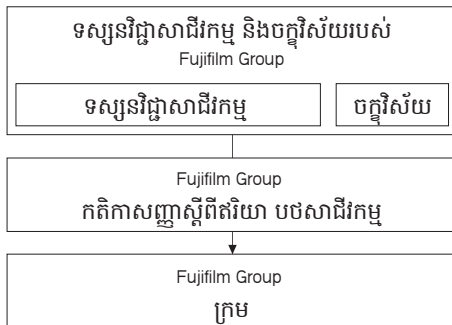 ទស្សនវិជ្ជាសាជីវកម្ម និងចក្ខុវិស័យរបស់
Fujifilm Group
ទស្សនវិជ្ជាសាជីវកម្ម
ចក្ខុវិស័យ
Fujifilm Group
កតិកាសញ្ញាស្តីពីឥរិយា បថសាជីវកម្ម
Fujifilm Group
ក្រម